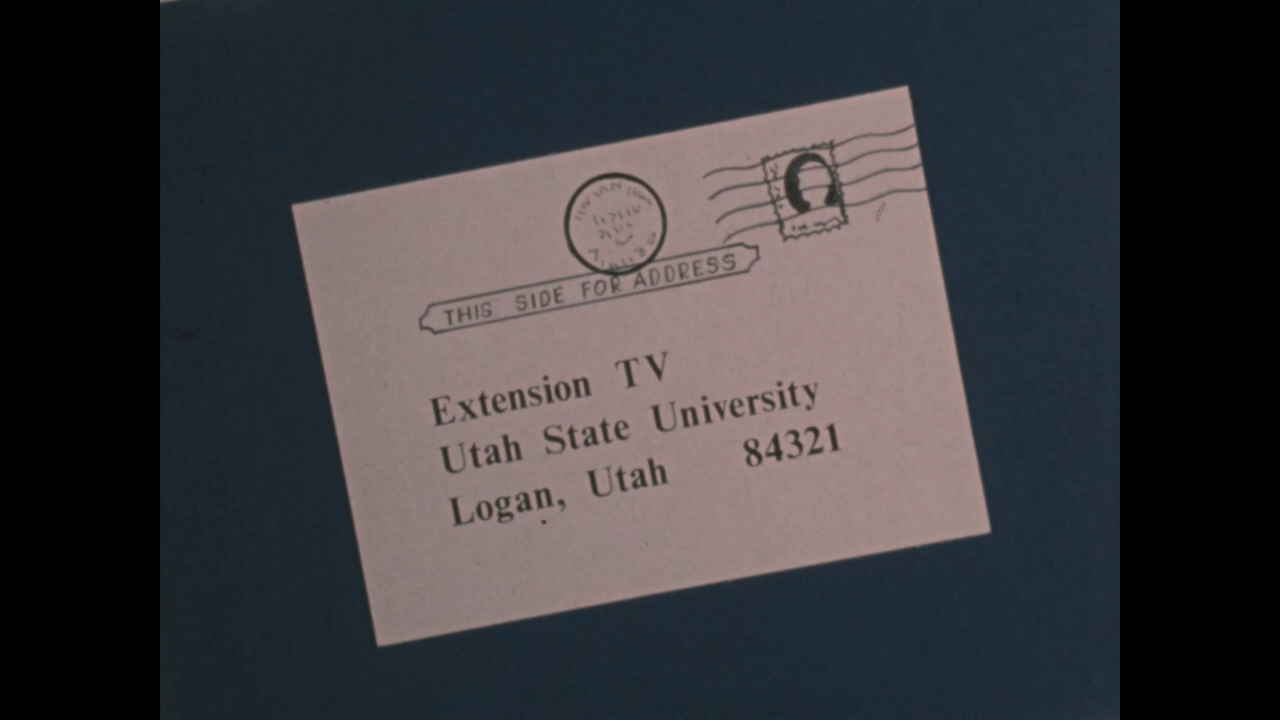 THIS SIDE FOR ADDRESS
Extension TV
Utah State University
Logan, Utah 84321